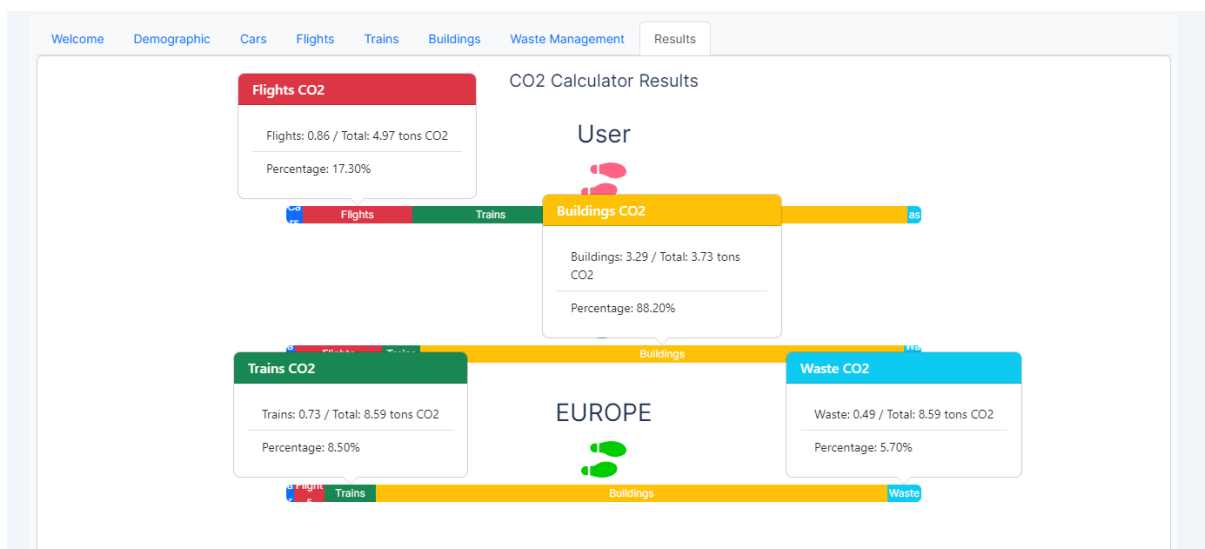 Welcome Demographic Cars Flights Trains Buildings Waste Management Results
CO2 Calculator Results
Flights CO2
Flights: 0.86 / Total: 4.97 tons CO2
Percentage: 17.30%
User
Flights Trains as
Buildings CO2
Buildings: 3.29 / Total: 3.73 tons
CO2
Percentage: 88.20%
Buildings
Trains CO2
Trains: 0.73 / Total: 8.59 tons CO2
Percentage: 8.50%
EUROPE
Waste CO2
Waste: 0.49 / Total: 8.59 tons CO2
Percentage: 5.70%
Trains Buildings Waste